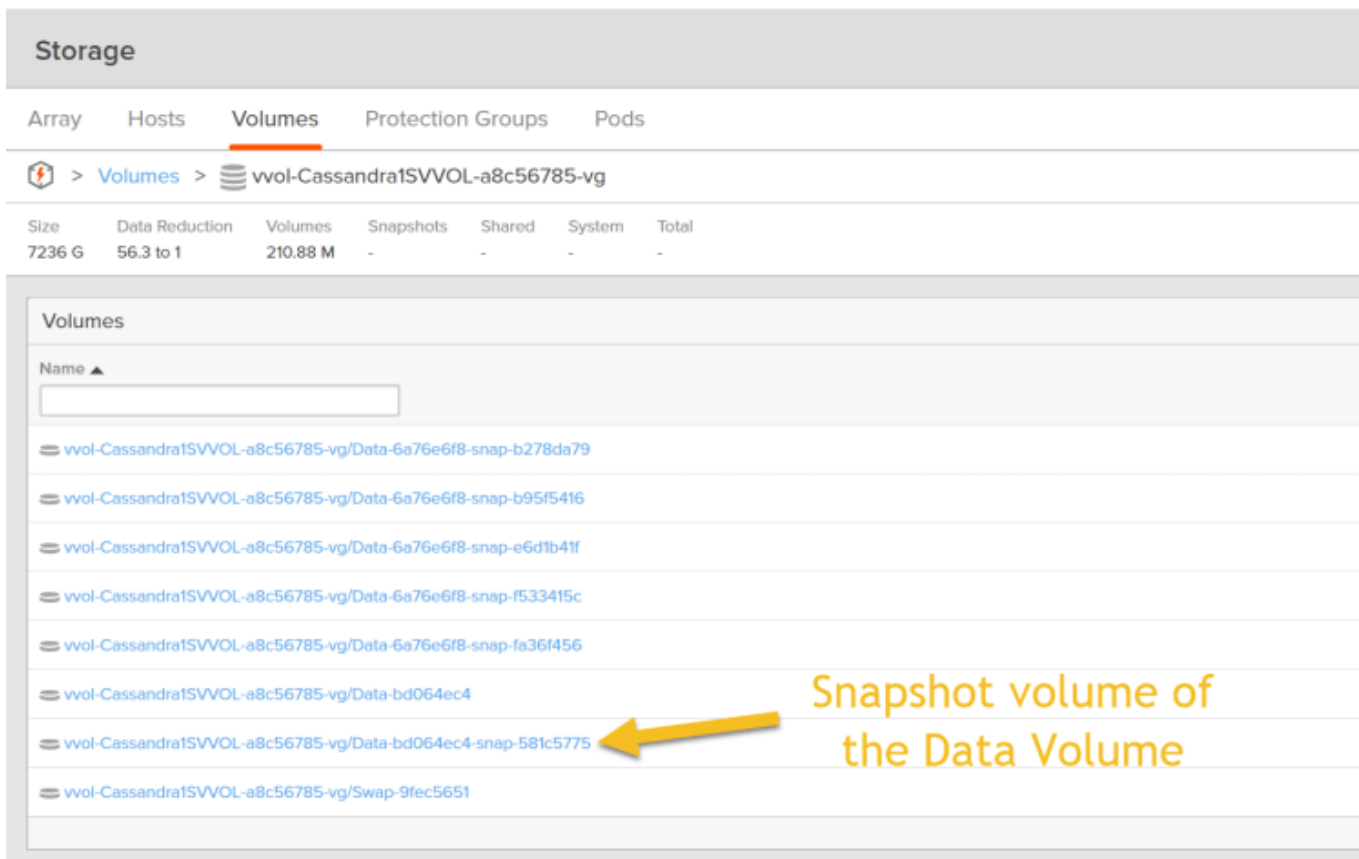 Storage
Array Hosts Volumes Protection Groups Pods
> Volumes > vvol-Cassandra1SVVOL-a8c56785-vg
Size Data Reduction Volumes Snapshots Shared System Total
7236 G 56.3 to 1 210.88 M - - - -
Volumes
Name
vvol-Cassandra1SVVOL-a8c56785-vg/Data-6a76e6f8-snap-b278da79
vvol-Cassandra1SVVOL-a8c56785-vg/Data-6a76e6f8-snap-b95f5416
vvol-Cassandra1SVVOL-a8c56785-vg/Data-6a76e6f8-snap-e6d1b41f
vvol-Cassandra1SVVOL-a8c56785-vg/Data-6a76e6f8-snap-f533415c
vvol-Cassandra1SVVOL-a8c56785-vg/Data-6a76e6f8-snap-fa36f456
vvol-Cassandra1SVVOL-a8c56785-vg/Data-bd064ec4
vvol-Cassandra1SVVOL-a8c56785-vg/Data-bd064ec4-snap-581c5775
vvol-Cassandra1SVVOL-a8c56785-vg/Swap-9fec5651
Snapshot volume of
the Data Volume